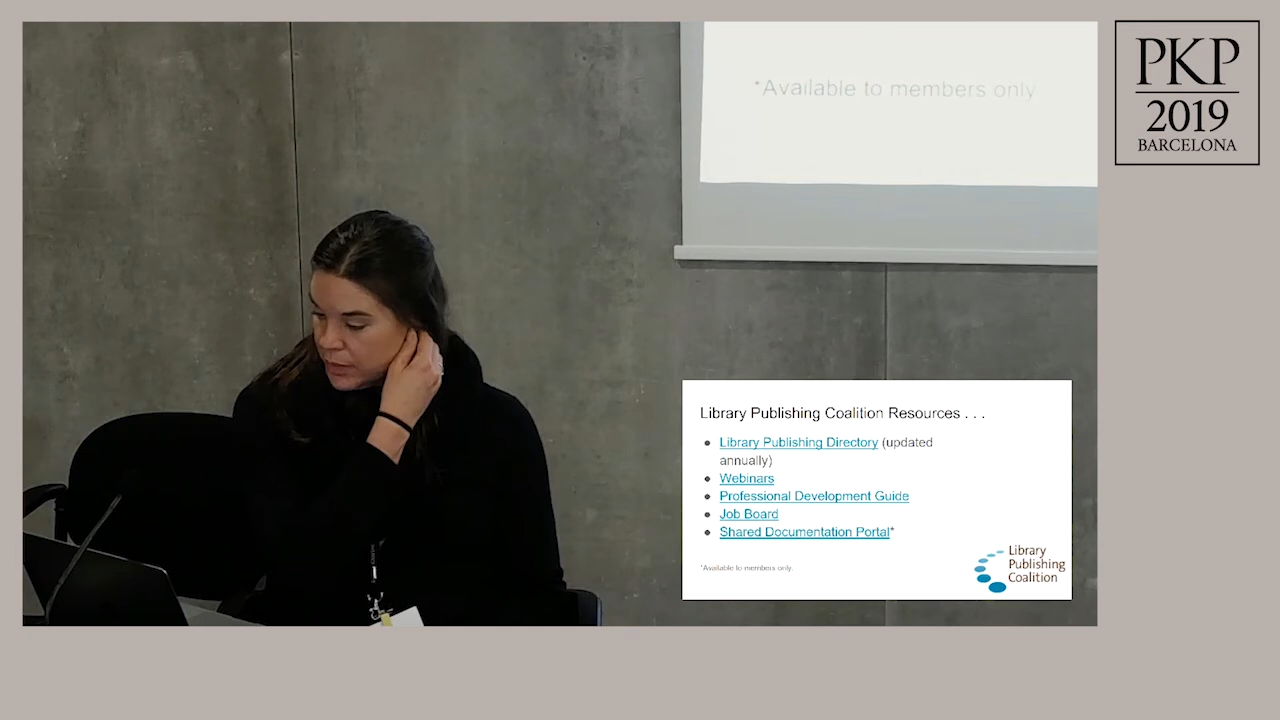 *Available to members only
PKP
2019
BARCELONA
Library Publishing Coalition Resources . . .
Library Publishing Directory (updated
annually)
Webinars
Professional Development Guide
Job Board
Shared Documentation Portal*
*Available to members only.
Library
Publishing
Coalition